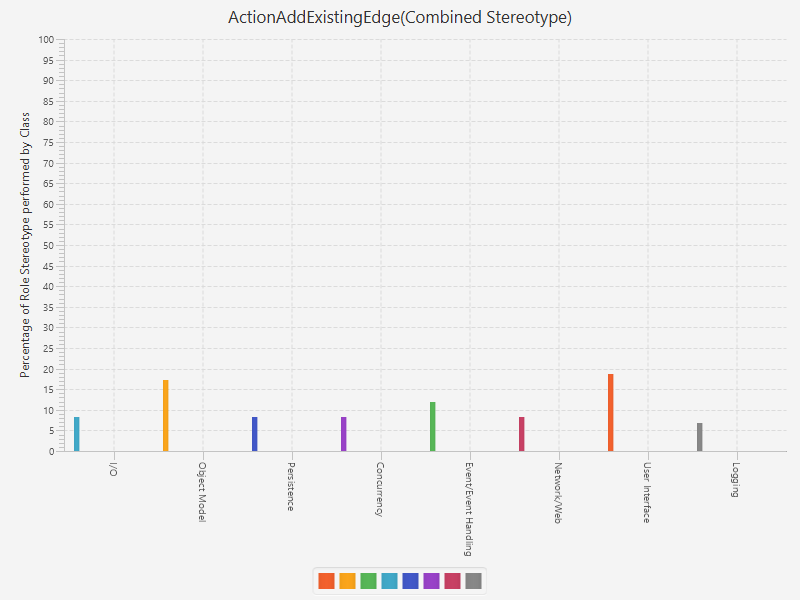 ActionAddExistingEdge(Combined Stereotype)
Percentage of Role Stereotype performed by Class
100
95
90
85
80
75
70
65
60
55
50
45
40
35
30
25
20
15
10
5
0
I/O
Object Model
Persistence
Concurrency
Event/Event Handling
Network/Web
User Interface
Logging